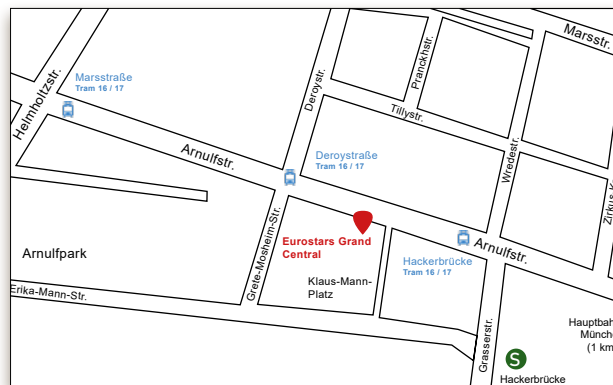 Marsstr.
Helmholtzstr.
Marsstraße
Tram 16 / 17
Deroystr.
Pranckhstr.
Tillystr.
Arnulfstr.
Deroystraße
Tram 16 / 17
Wredestr.
Grete-Mosheim-Str.
Eurostars Grand
Central
Arnulfstr.
Arnulfpark
Klaus-Mann-
Platz
Hackerbrücke
Tram 16 / 17
Erika-Mann-Str.
Grasserstr.
Hauptbah
Münche
(1 km
S
Hackerbrücke